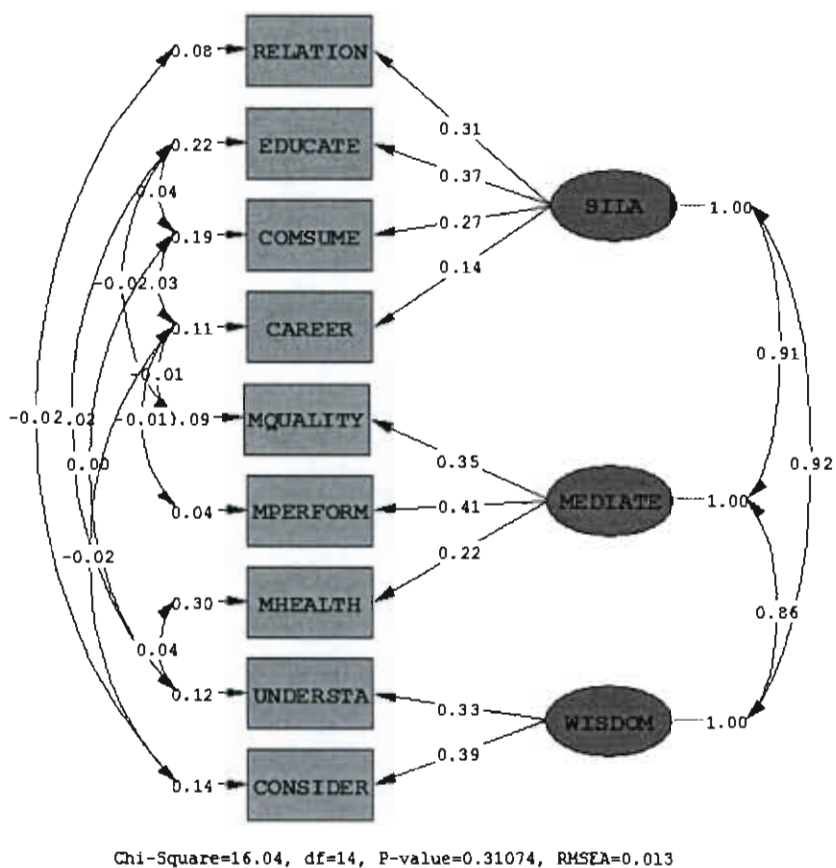 0.08 RELATION
0.31
0.22 EDUCATE
0.37
0.04
SILA 1.00
0.19 COMSUME
0.27
0.14
-0.02 .03
0.11 CAREER
0.91
-0.01
-0.02 .02 -0.01 .09 MQUALITY
0.35
0.00
0.92
MEDIATE 1.00
0.04 MPERFORM
0.41
0.22
-0.02
0.30 MHEALTH
0.86
0.04
0.12 UNDERSTA
0.33
WISDOM 1.00
0.39
0.14 CONSIDER
Chi-Square=16.04, df=14, P-value=0.31074, RMSEA=0.013